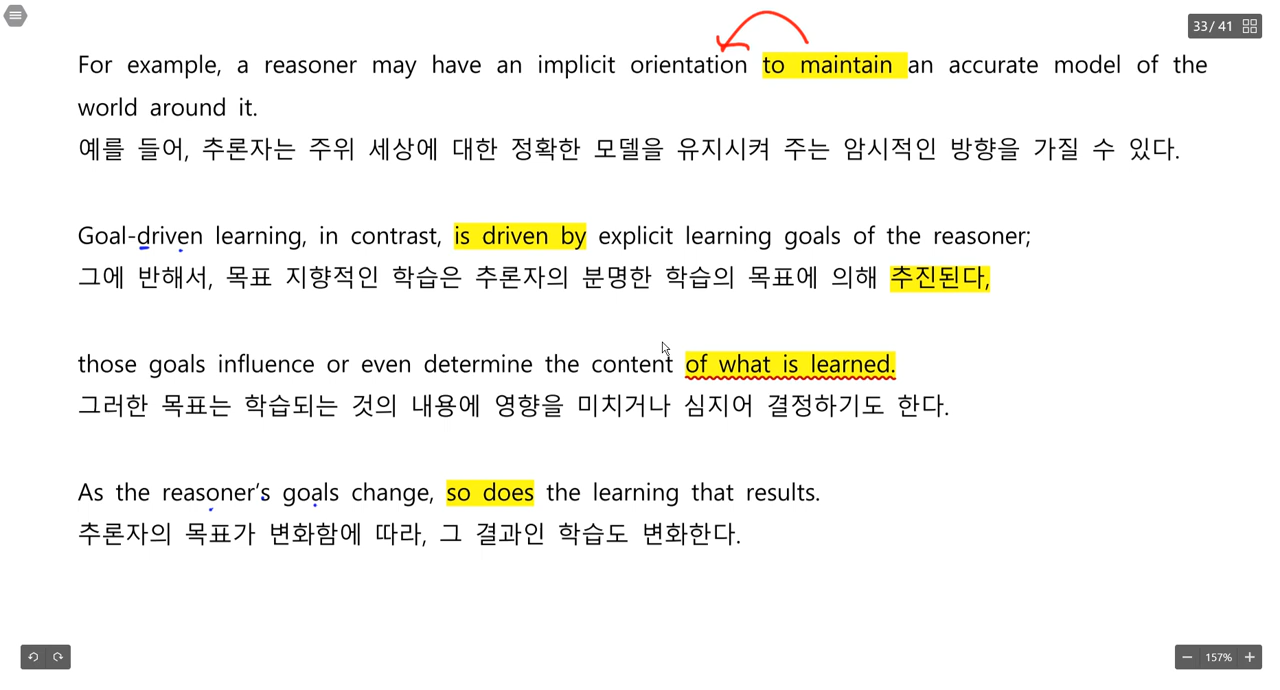 33/ 41
For example, a reasoner may have an implicit orientation to maintain an accurate model of the
world around it.
예를 들어, 추론자는 주위 세상에 대한 정확한 모델을 유지시켜 주는 암시적인 방향을 가질 수 있다.
Goal-driven learning, in contrast, is driven by explicit learning goals of the reasoner;
그에 반해서, 목표 지향적인 학습은 추론자의 분명한 학습의 목표에 의해 추진된다,
those goals influence or even determine the content of what is learned.
그러한 목표는 학습되는 것의 내용에 영향을 미치거나 심지어 결정하기도 한다.
As the reasoner’s goals change, so does the learning that results.
추론자의 목표가 변화함에 따라, 그 결과인 학습도 변화한다.
157%